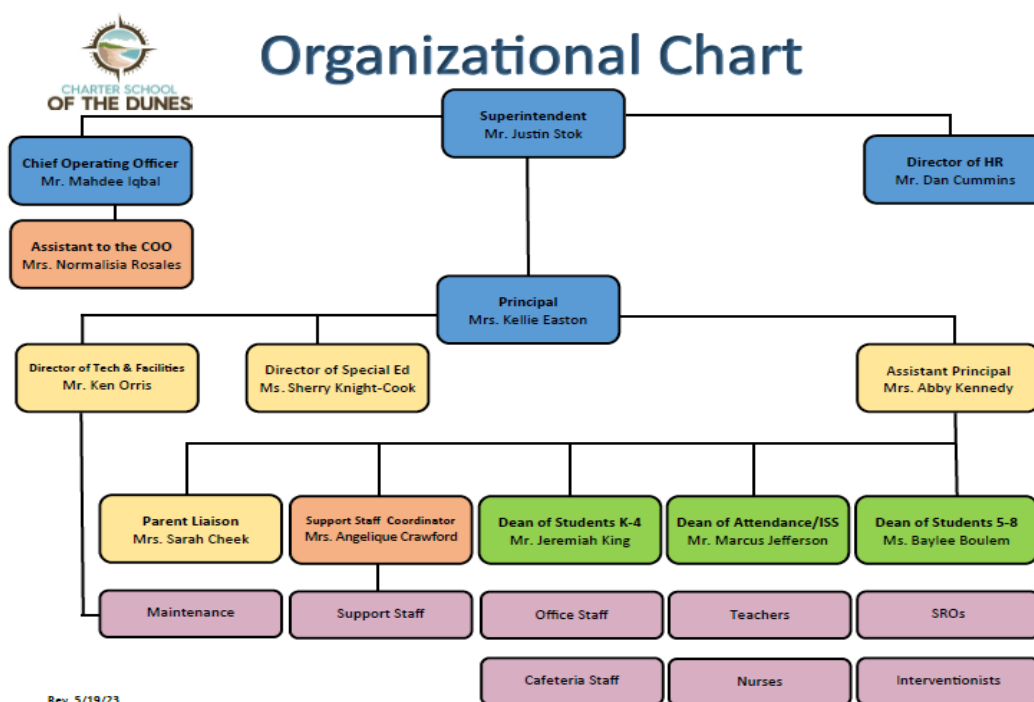 Organizational Chart
CHARTER SCHOOL
OF THE DUNES
Superintendent
Mr. Justin Stok
Chief Operating Officer
Mr. Mahdee Iqbal
Director of HR
Mr. Dan Cummins
Assistant to the COO
Mrs. Normalisia Rosales
Principal
Mrs. Kellie Easton
Director of Tech & Facilities
Mr. Ken Orris
Director of Special Ed
Ms. Sherry Knight-Cook
Assistant Principal
Mrs. Abby Kennedy
Parent Liaison
Mrs. Sarah Cheek
Support Staff Coordinator
Mrs. Angelique Crawford
Dean of Students K-4
Mr. Jeremiah King
Dean of Attendance/ISS
Mr. Marcus Jefferson
Dean of Students 5-8
Ms. Baylee Boulem
Maintenance
Support Staff
Office Staff
Teachers
SROs
Cafeteria Staff
Nurses
Interventionists
Rev. 5/19/23